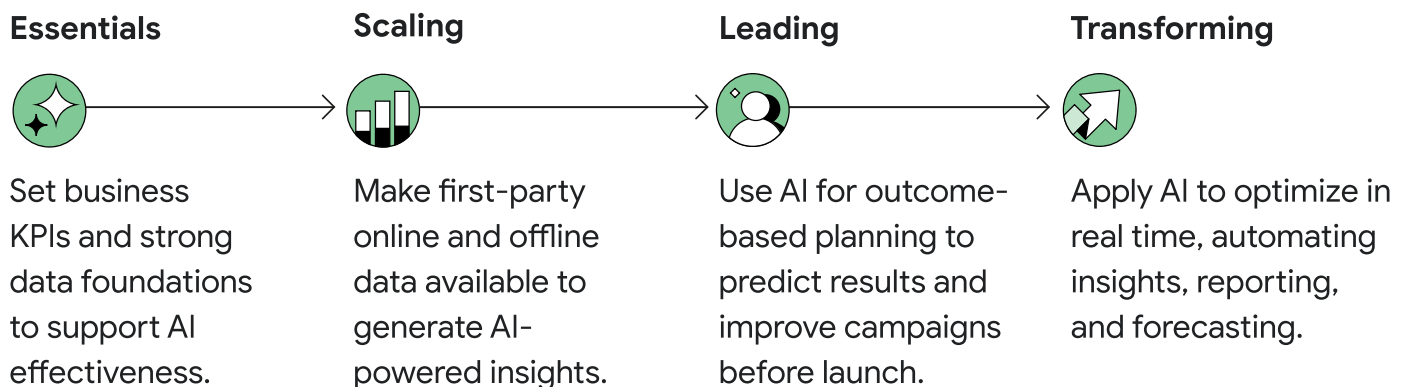 Essentials
Set business
KPIs and strong
data foundations
to support AI
effectiveness.
Scaling
Make first-party
online and offline
data available to
generate AI-
powered insights.
Leading
Use AI for outcome-
based planning to
predict results and
improve campaigns
before launch.
Transforming
Apply AI to optimize in
real time, automating
insights, reporting,
and forecasting.